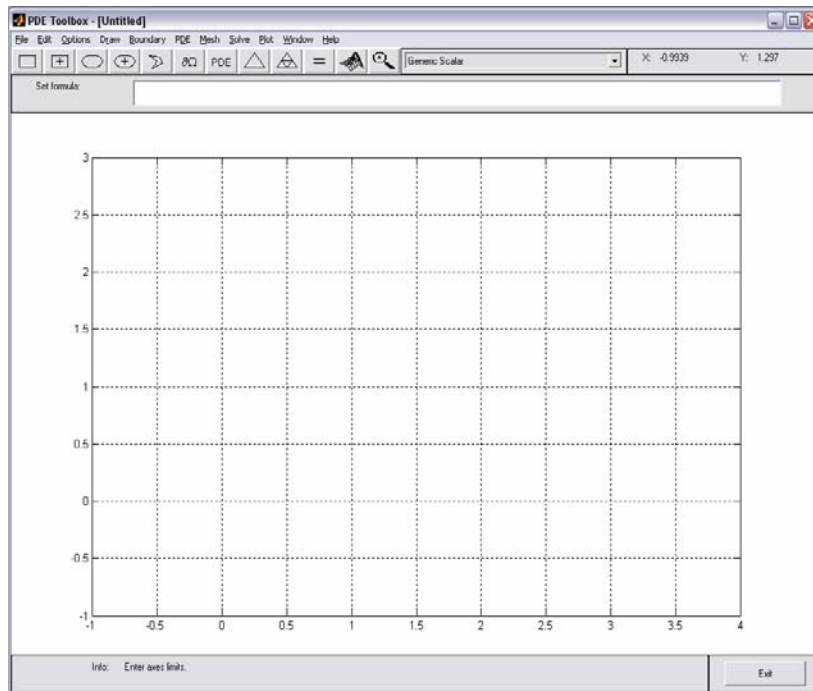 PDE Toolbox - [Untitled]
File Edit Options Draw Boundary PDE Mesh Solve Plot Window Help
∂Ω PDE = Generic Scalar X: -0.9939 Y: 1.297
Set formula:
3
2.5
2
1.5
1
0.5
0
-0.5
-1
-1 -0.5 0 0.5 1 1.5 2 2.5 3 3.5 4
Info: Enter axes limits.
Exit